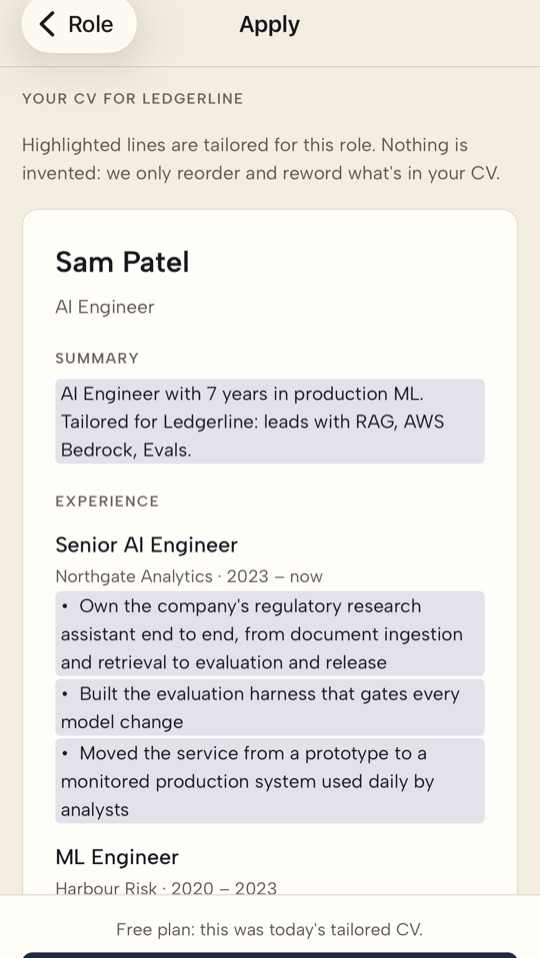 Role
Apply
YOUR CV FOR LEDGERLINE
Highlighted lines are tailored for this role. Nothing is
invented: we only reorder and reword what's in your CV.
Sam Patel
AI Engineer
SUMMARY
AI Engineer with 7 years in production ML.
Tailored for Ledgerline: leads with RAG, AWS
Bedrock, Evals.
EXPERIENCE
Senior AI Engineer
Northgate Analytics · 2023 – now
• Own the company's regulatory research
assistant end to end, from document ingestion
and retrieval to evaluation and release
• Built the evaluation harness that gates every
model change
• Moved the service from a prototype to a
monitored production system used daily by
analysts
ML Engineer
Harbour Risk · 2020 – 2023
Free plan: this was today's tailored CV.